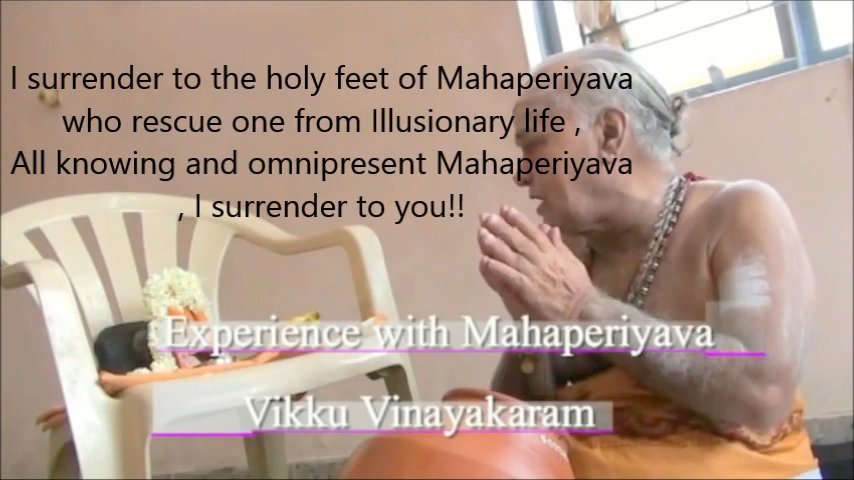 I surrender to the holy feet of Mahaperiyava
who rescue one from Illusionary life ,
All knowing and omnipresent Mahaperiyava
, I surrender to you!!
Experience with Mahaperiyava
Vikku Vinayakaram